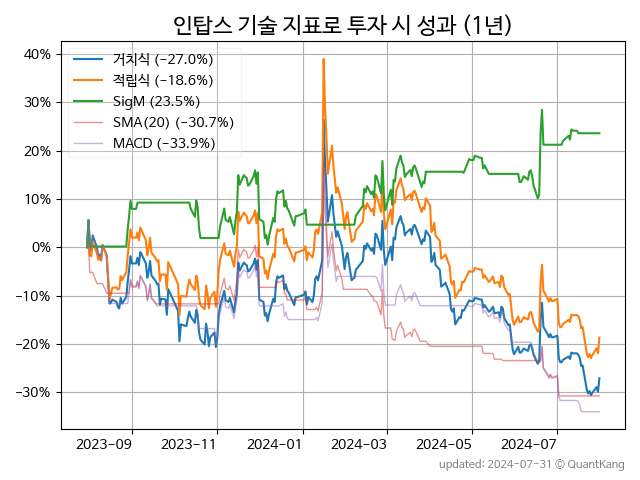 인탑스 기술 지표로 투자 시 성과 (1년)
40%
30%
20%
10%
0%
−10%
−20%
−30%
거치식 (−27.0%)
적립식 (−18.6%)
SigM (23.5%)
SMA(20) (−30.7%)
MACD (−33.9%)
2023-09 2023-11 2024-01 2024-03 2024-05 2024-07
updated: 2024-07-31 © QuantKang